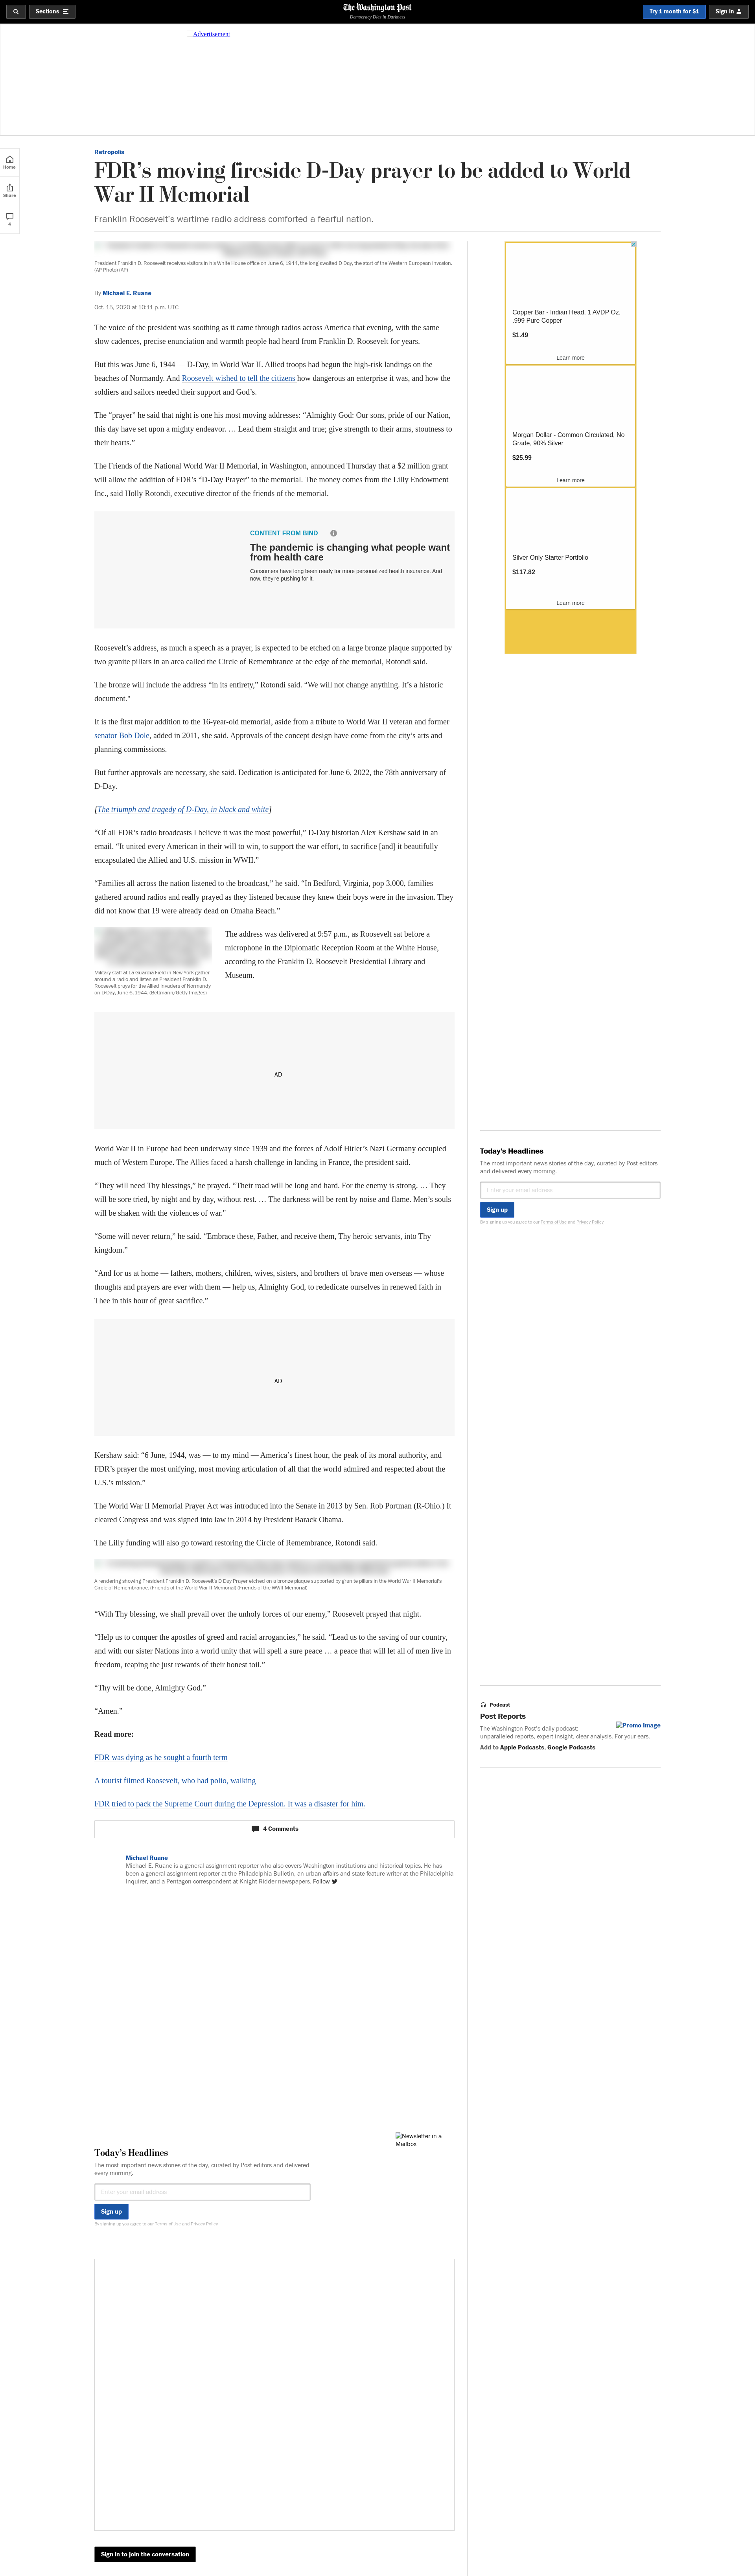 Sections
The Washington Post
Democracy Dies in Darkness
Try 1 month for $1
Sign in
Advertisement
Home
Share
4
Retropolis
FDR’s moving fireside D-Day prayer to be added to World
War II Memorial
Franklin Roosevelt’s wartime radio address comforted a fearful nation.
President Franklin D. Roosevelt receives visitors in his White House office on June 6, 1944, the long-awaited D-Day, the start of the Western European invasion.
(AP Photo) (AP)
By Michael E. Ruane
Oct. 15, 2020 at 10:11 p.m. UTC
The voice of the president was soothing as it came through radios across America that evening, with the same
slow cadences, precise enunciation and warmth people had heard from Franklin D. Roosevelt for years.
But this was June 6, 1944 — D-Day, in World War II. Allied troops had begun the high-risk landings on the
beaches of Normandy. And Roosevelt wished to tell the citizens how dangerous an enterprise it was, and how the
soldiers and sailors needed their support and God’s.
The “prayer” he said that night is one his most moving addresses: “Almighty God: Our sons, pride of our Nation,
this day have set upon a mighty endeavor. … Lead them straight and true; give strength to their arms, stoutness to
their hearts.”
The Friends of the National World War II Memorial, in Washington, announced Thursday that a $2 million grant
will allow the addition of FDR’s “D-Day Prayer” to the memorial. The money comes from the Lilly Endowment
Inc., said Holly Rotondi, executive director of the friends of the memorial.
CONTENT FROM BIND
The pandemic is changing what people want
from health care
Consumers have long been ready for more personalized health insurance. And
now, they're pushing for it.
Roosevelt’s address, as much a speech as a prayer, is expected to be etched on a large bronze plaque supported by
two granite pillars in an area called the Circle of Remembrance at the edge of the memorial, Rotondi said.
The bronze will include the address “in its entirety,” Rotondi said. “We will not change anything. It’s a historic
document.”
It is the first major addition to the 16-year-old memorial, aside from a tribute to World War II veteran and former
senator Bob Dole, added in 2011, she said. Approvals of the concept design have come from the city’s arts and
planning commissions.
But further approvals are necessary, she said. Dedication is anticipated for June 6, 2022, the 78th anniversary of
D-Day.
[The triumph and tragedy of D-Day, in black and white]
“Of all FDR’s radio broadcasts I believe it was the most powerful,” D-Day historian Alex Kershaw said in an
email. “It united every American in their will to win, to support the war effort, to sacrifice [and] it beautifully
encapsulated the Allied and U.S. mission in WWII.”
“Families all across the nation listened to the broadcast,” he said. “In Bedford, Virginia, pop 3,000, families
gathered around radios and really prayed as they listened because they knew their boys were in the invasion. They
did not know that 19 were already dead on Omaha Beach.”
Military staff at La Guardia Field in New York gather
around a radio and listen as President Franklin D.
Roosevelt prays for the Allied invaders of Normandy
on D-Day, June 6, 1944. (Bettmann/Getty Images)
The address was delivered at 9:57 p.m., as Roosevelt sat before a
microphone in the Diplomatic Reception Room at the White House,
according to the Franklin D. Roosevelt Presidential Library and
Museum.
AD
World War II in Europe had been underway since 1939 and the forces of Adolf Hitler’s Nazi Germany occupied
much of Western Europe. The Allies faced a harsh challenge in landing in France, the president said.
“They will need Thy blessings,” he prayed. “Their road will be long and hard. For the enemy is strong. … They
will be sore tried, by night and by day, without rest. … The darkness will be rent by noise and flame. Men’s souls
will be shaken with the violences of war.”
“Some will never return,” he said. “Embrace these, Father, and receive them, Thy heroic servants, into Thy
kingdom.”
“And for us at home — fathers, mothers, children, wives, sisters, and brothers of brave men overseas — whose
thoughts and prayers are ever with them — help us, Almighty God, to rededicate ourselves in renewed faith in
Thee in this hour of great sacrifice.”
AD
Kershaw said: “6 June, 1944, was — to my mind — America’s finest hour, the peak of its moral authority, and
FDR’s prayer the most unifying, most moving articulation of all that the world admired and respected about the
U.S.’s mission.”
The World War II Memorial Prayer Act was introduced into the Senate in 2013 by Sen. Rob Portman (R-Ohio.) It
cleared Congress and was signed into law in 2014 by President Barack Obama.
The Lilly funding will also go toward restoring the Circle of Remembrance, Rotondi said.
A rendering showing President Franklin D. Roosevelt's D-Day Prayer etched on a bronze plaque supported by granite pillars in the World War II Memorial's
Circle of Remembrance. (Friends of the World War II Memorial) (Friends of the WWII Memorial)
“With Thy blessing, we shall prevail over the unholy forces of our enemy,” Roosevelt prayed that night.
“Help us to conquer the apostles of greed and racial arrogancies,” he said. “Lead us to the saving of our country,
and with our sister Nations into a world unity that will spell a sure peace … a peace that will let all of men live in
freedom, reaping the just rewards of their honest toil.”
“Thy will be done, Almighty God.”
“Amen.”
Read more:
FDR was dying as he sought a fourth term
A tourist filmed Roosevelt, who had polio, walking
FDR tried to pack the Supreme Court during the Depression. It was a disaster for him.
4 Comments
Michael Ruane
Michael E. Ruane is a general assignment reporter who also covers Washington institutions and historical topics. He has
been a general assignment reporter at the Philadelphia Bulletin, an urban affairs and state feature writer at the Philadelphia
Inquirer, and a Pentagon correspondent at Knight Ridder newspapers. Follow
Newsletter in a
Mailbox
Today’s Headlines
The most important news stories of the day, curated by Post editors and delivered
every morning.
Enter your email address
Sign up
By signing up you agree to our Terms of Use and Privacy Policy
Sign in to join the conversation
Copper Bar - Indian Head, 1 AVDP Oz,
.999 Pure Copper
$1.49
Learn more
Morgan Dollar - Common Circulated, No
Grade, 90% Silver
$25.99
Learn more
Silver Only Starter Portfolio
$117.82
Learn more
Today’s Headlines
The most important news stories of the day, curated by Post editors
and delivered every morning.
Enter your email address
Sign up
By signing up you agree to our Terms of Use and Privacy Policy
Podcast
Post Reports
Promo Image
The Washington Post’s daily podcast:
unparalleled reports, expert insight, clear analysis. For your ears.
Add to Apple Podcasts, Google Podcasts